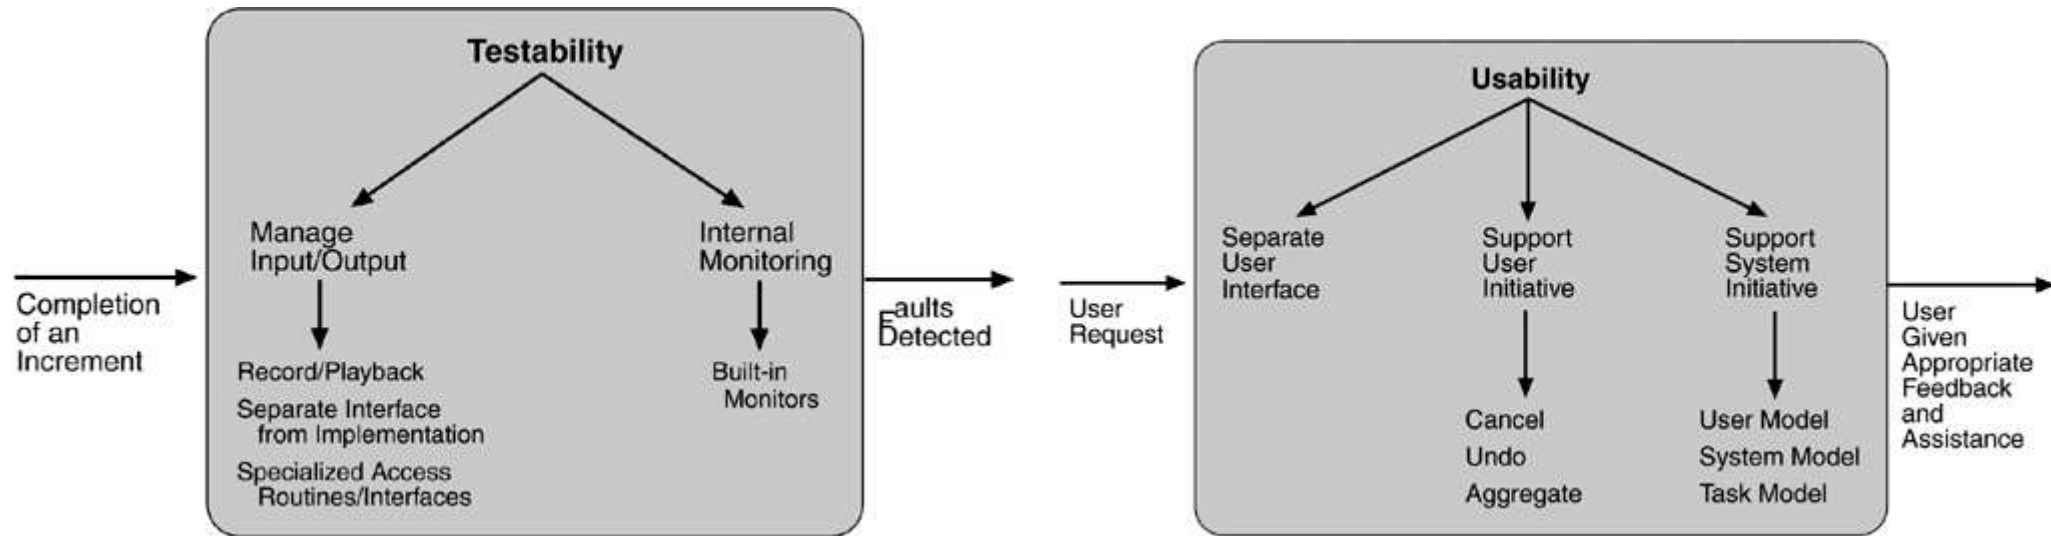 Testability
Manage
Input/Output
Internal
Monitoring
Completion
of an
Increment
Record/Playback
Separate Interface
from Implementation
Specialized Access
Routines/Interfaces
Built-in
Monitors
Faults
Detected
Usability
User
Request
Separate
User
Interface
Support
User
Initiative
Support
System
Initiative
Cancel
Undo
Aggregate
User Model
System Model
Task Model
User
Given
Appropriate
Feedback
and
Assistance